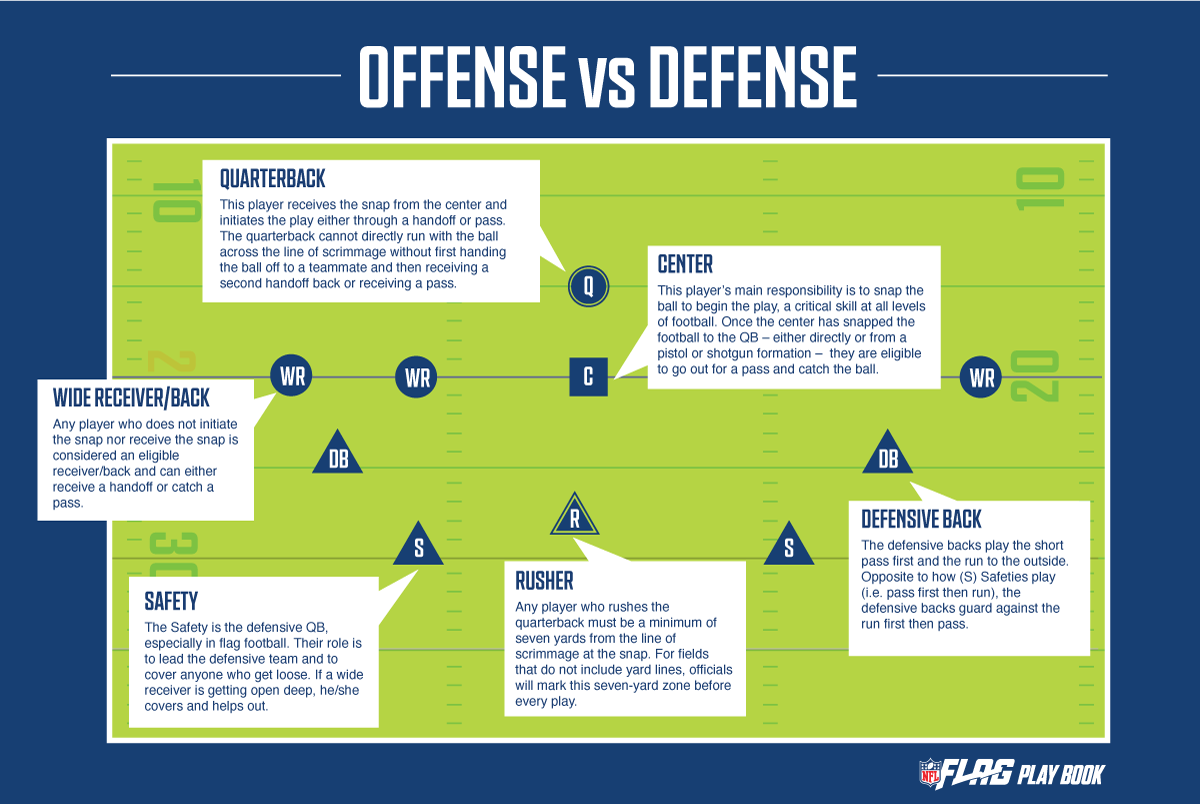 OFFENSE VS DEFENSE
10
10
QUARTERBACK
This player receives the snap from the center and
initiates the play either through a handoff or pass.
The quarterback cannot directly run with the ball
across the line of scrimmage without first handing
the ball off to a teammate and then receiving a
second handoff back or receiving a pass.
Q
CENTER
This player's main responsibility is to snap the
ball to begin the play, a critical skill at all levels
of football. Once the center has snapped the
football to the QB – either directly or from a
pistol or shotgun formation – they are eligible
to go out for a pass and catch the ball.
2
WR
WR
C
WR
20
WIDE RECEIVER/BACK
Any player who does not initiate
the snap nor receive the snap is
considered an eligible
receiver/back and can either
receive a handoff or catch a
pass.
DB
DB
R
S
S
30
DEFENSIVE BACK
The defensive backs play the short
pass first and the run to the outside.
Opposite to how (S) Safeties play
(i.e. pass first then run), the
defensive backs guard against the
run first then pass.
SAFETY
The Safety is the defensive QB,
especially in flag football. Their role is
to lead the defensive team and to
cover anyone who get loose. If a wide
receiver is getting open deep, he/she
covers and helps out.
RUSHER
Any player who rushes the
quarterback must be a minimum of
seven yards from the line of
scrimmage at the snap. For fields
that do not include yard lines, officials
will mark this seven-yard zone before
every play.
NFL FLAG PLAY BOOK